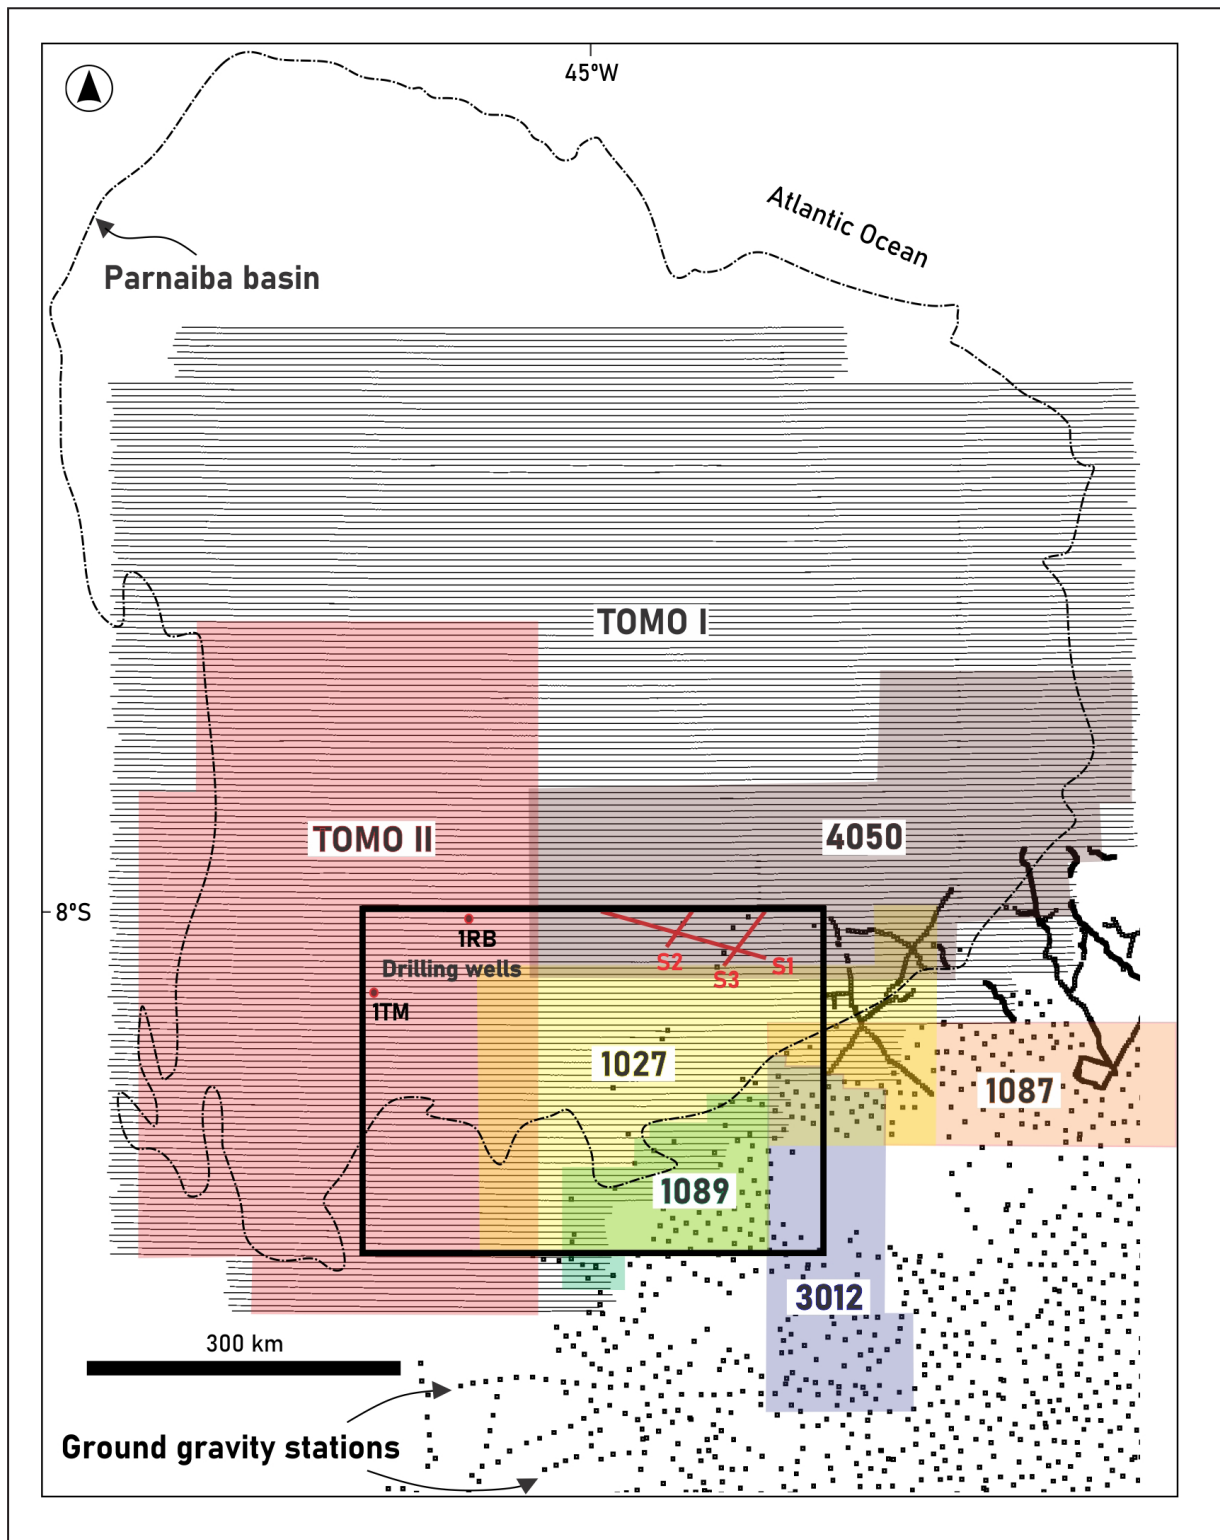 45°W
Atlantic Ocean
Parnaiba basin
TOMO I
TOMO II
4050
8°S
1RB
Drilling wells
S2
S3
S1
1TM
1027
1087
1089
3012
300 km
Ground gravity stations